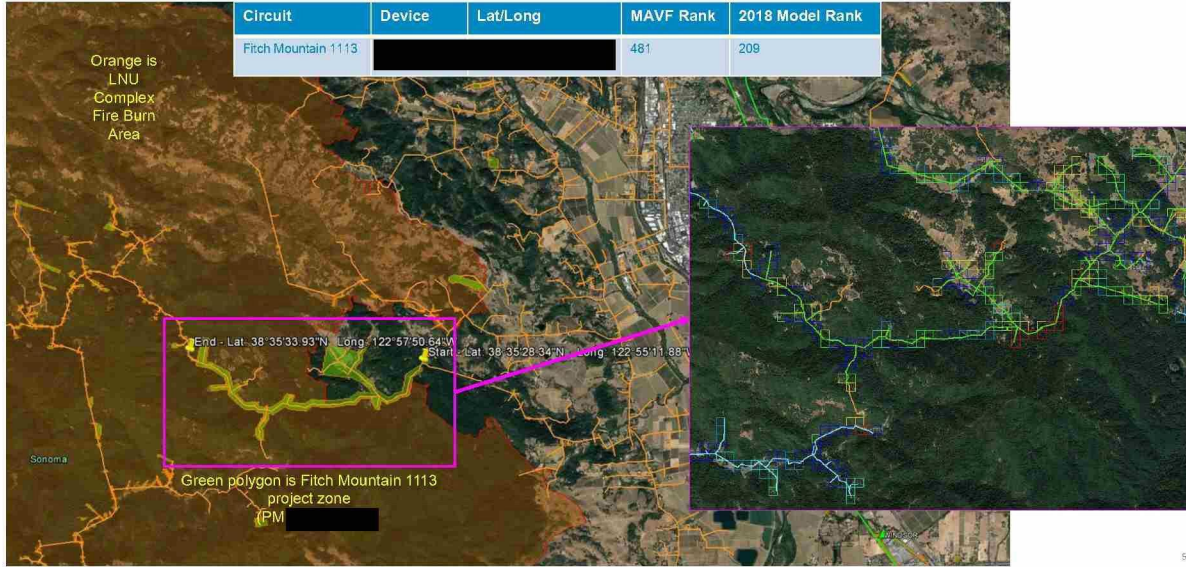 Circuit Device Lat/Long MAVF Rank 2018 Model Rank
Fitch Mountain 1113 481 209
Orange is
LNU
Complex
Fire Burn
Area
End - Lat 38°35'33.93"N Long- 122°57'50.64"W
Start - Lat 38°35'28.34"N Long 122°55'11.88"
Sonoma
Green polygon is Fitch Mountain 1113
project zone
(PM
WINDSOR